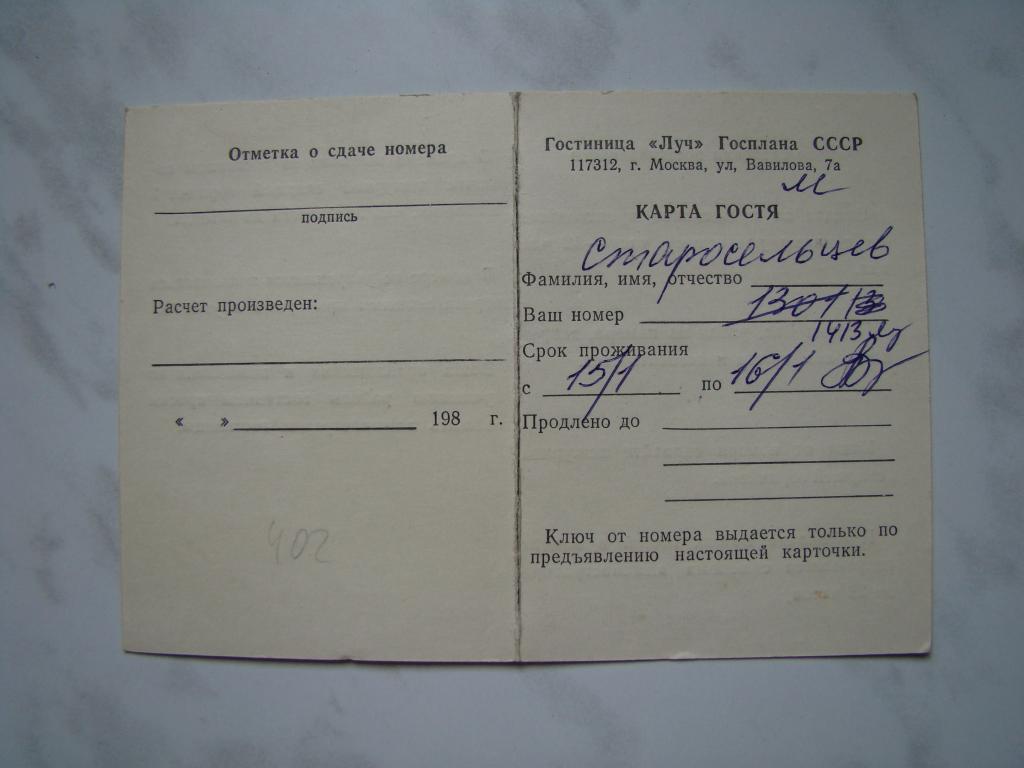 Отметка о сдаче номера
подпись
Расчет произведен:
« » 198 г.
402
Гостиница «Луч» Госплана СССР
117312, г. Москва, ул, Вавилова, 7а
м
КАРТА ГОСТЯ
Старосельцев
Фамилия, имя, отчество
Ваш номер
1413
Срок проживания
с 15/1 по 16/1
Продлено до
Ключ от номера выдается только по
предъявлению настоящей карточки.